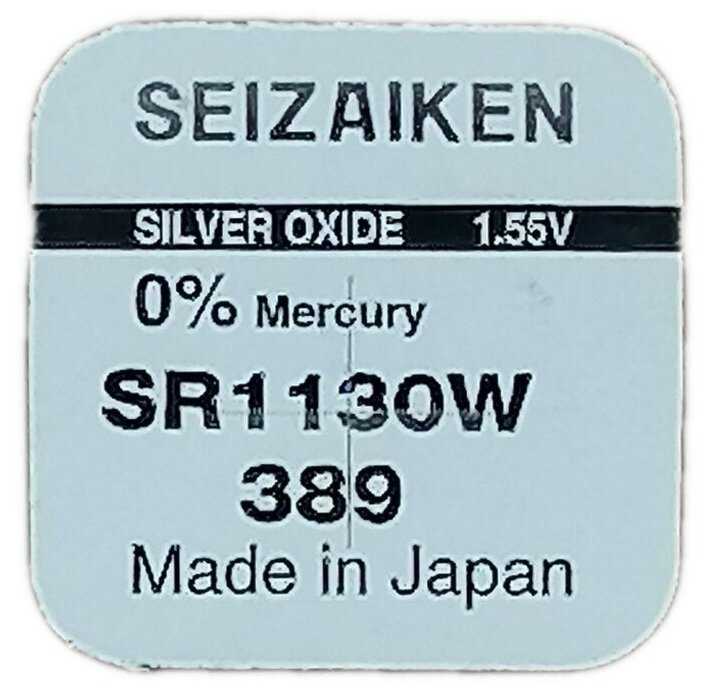 SEIZAIKEN
SILVER OXIDE 1.55V
0% Mercury
SR1130W
389
Made in Japan